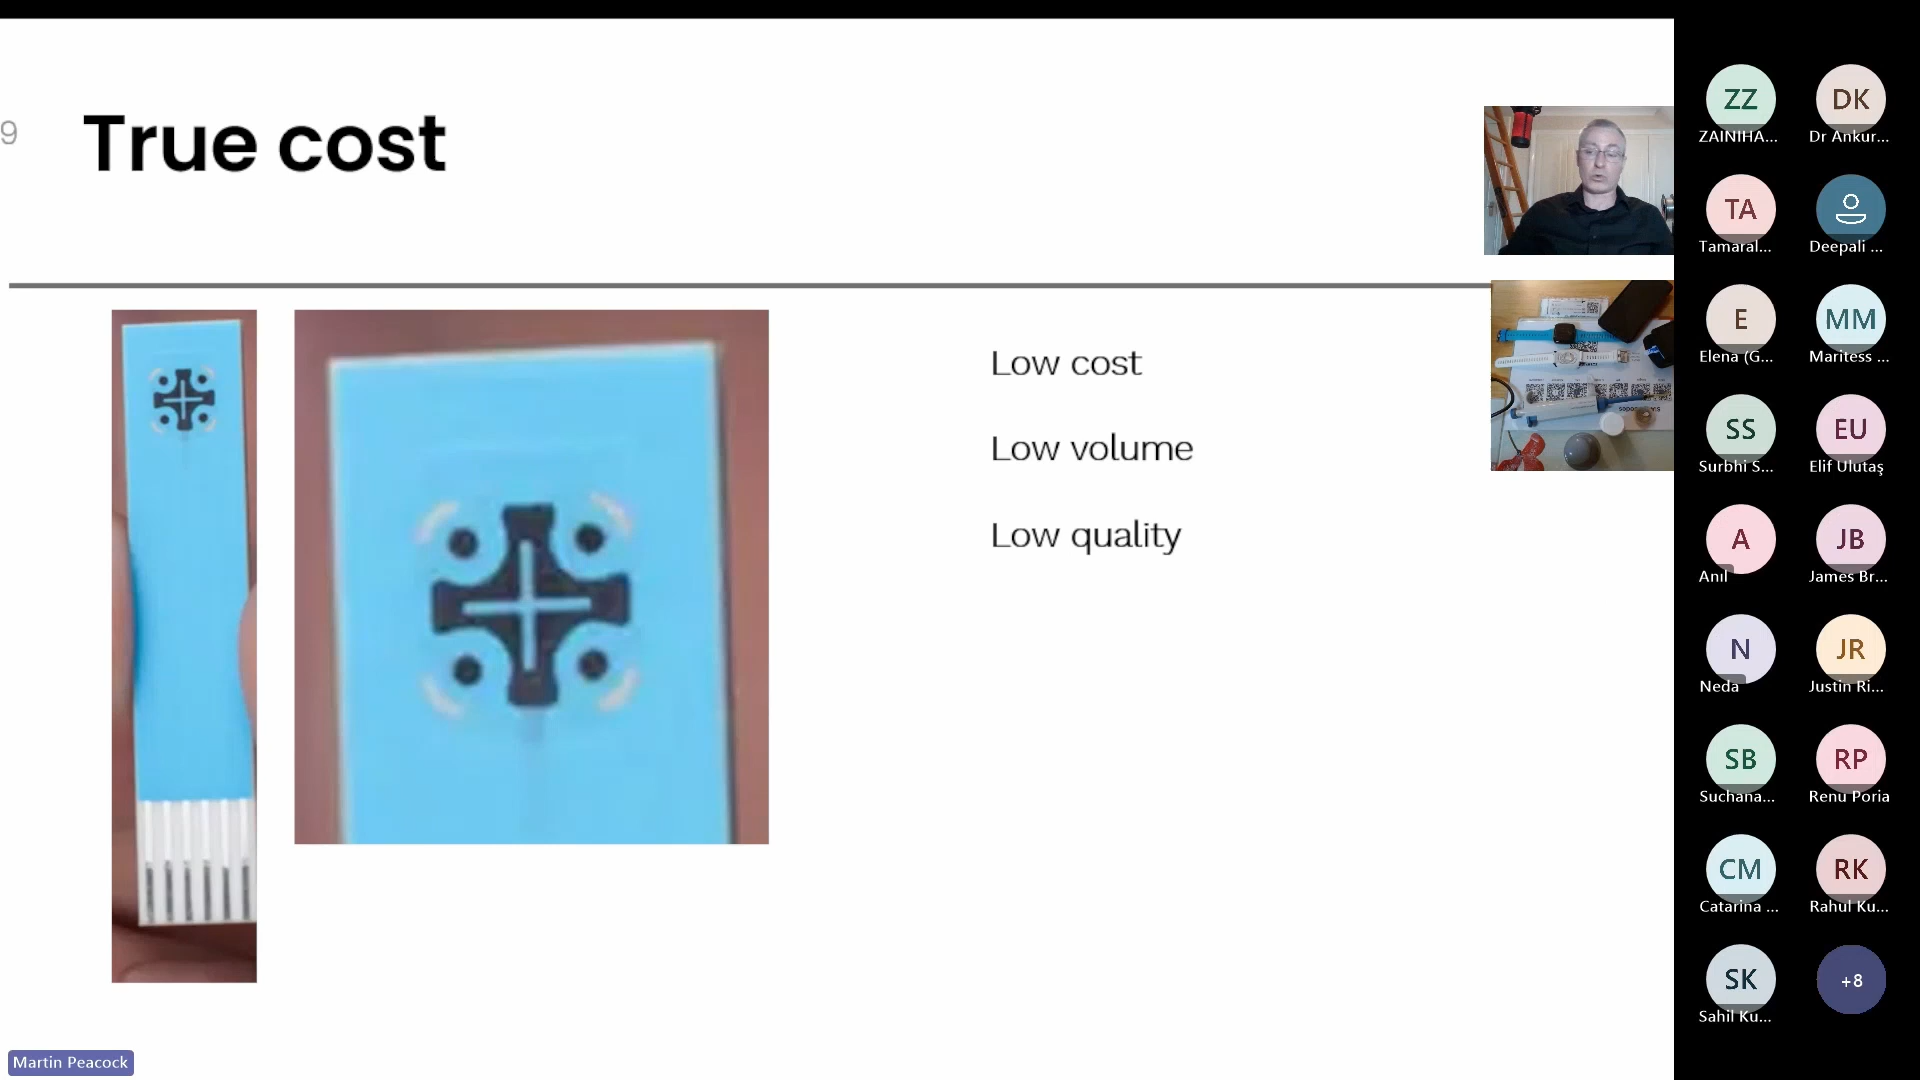 9
True cost
Low cost
Low volume
Low quality
Martin Peacock
ZZ
ZAINIHA...
DK
Dr Ankur...
TA
Tamaral...
Deepali ...
E
Elena (G...
MM
Maritess ...
SS
Surbhi S...
EU
Elif Ulutaş
A
Anıl
JB
James Br...
N
Neda
JR
Justin Ri...
SB
Suchana...
RP
Renu Poria
CM
Catarina ...
RK
Rahul Ku...
SK
Sahil Ku...
+8